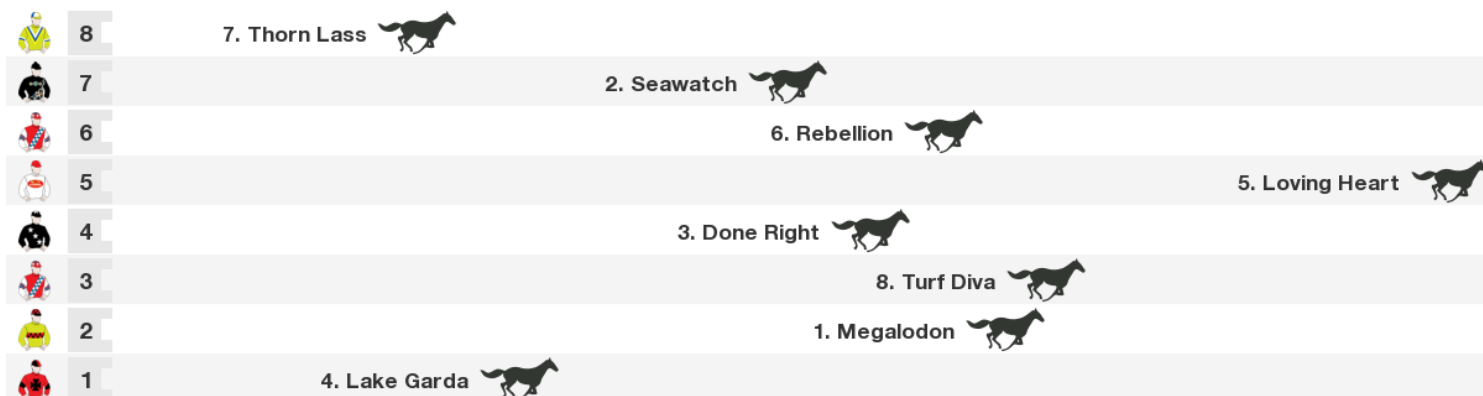 8 7. Thorn Lass
7 2. Seawatch
6 6. Rebellion
5 5. Loving Heart
4 3. Done Right
3 8. Turf Diva
2 1. Megalodon
1 4. Lake Garda